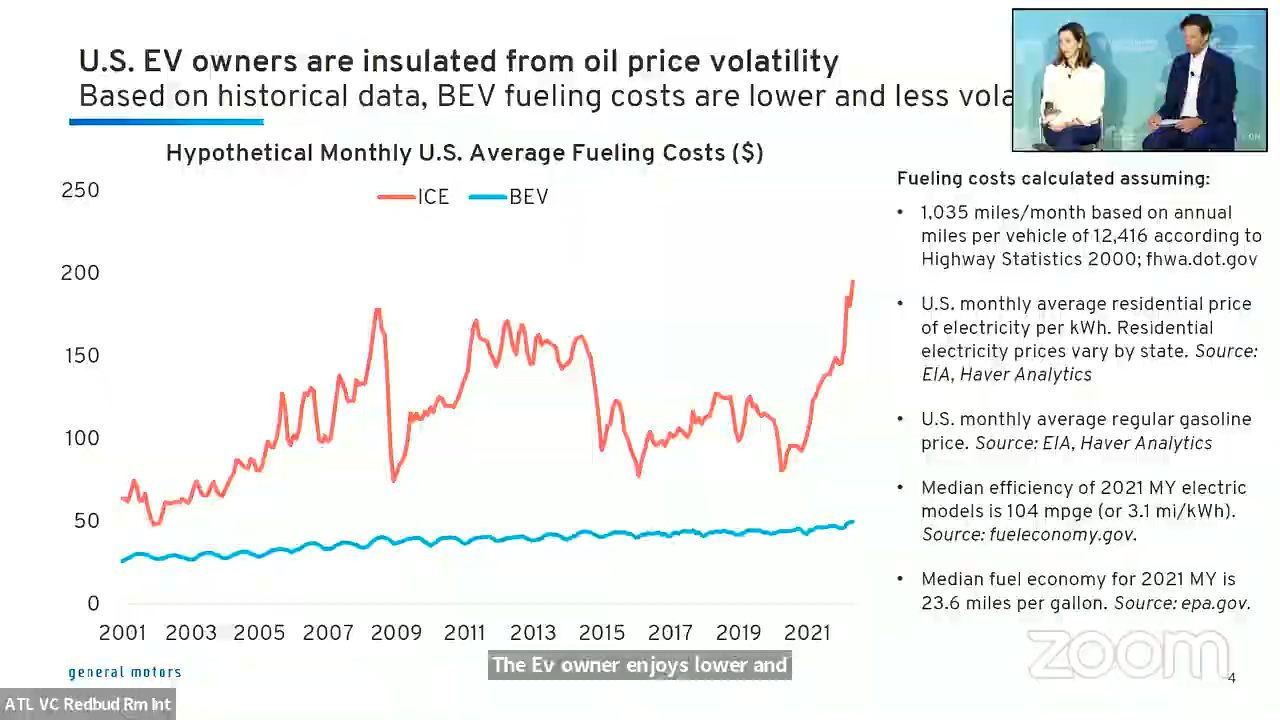 U.S. EV owners are insulated from oil price volatility
Based on historical data, BEV fueling costs are lower and less
Hypothetical Monthly U.S. Average Fueling Costs ($)
ICE BEV
250
200
150
100
50
0
2001 2003 2005 2007 2009 2011 2013 2015 2017 2019 2021
Fueling costs calculated assuming:
• 1,035 miles/month based on annual
miles per vehicle of 12,416 according to
Highway Statistics 2000; fhwa.dot.gov
• U.S. monthly average residential price
of electricity per kWh. Residential
electricity prices vary by state. Source:
EIA, Haver Analytics
• U.S. monthly average regular gasoline
price. Source: EIA, Haver Analytics
• Median efficiency of 2021 MY electric
models is 104 mpge (or 3.1 mi/kWh).
Source: fueleconomy.gov.
• Median fuel economy for 2021 MY is
23.6 miles per gallon. Source: epa.gov.
zoom
4
general motors
The Ev owner enjoys lower and
ATL VC Redbud Rm Int